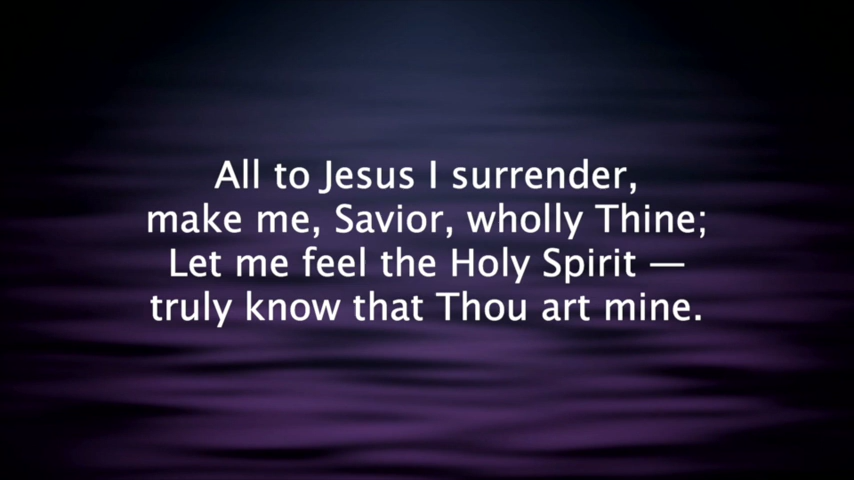 All to Jesus I surrender,
make me, Savior, wholly Thine;
Let me feel the Holy Spirit —
truly know that Thou art mine.